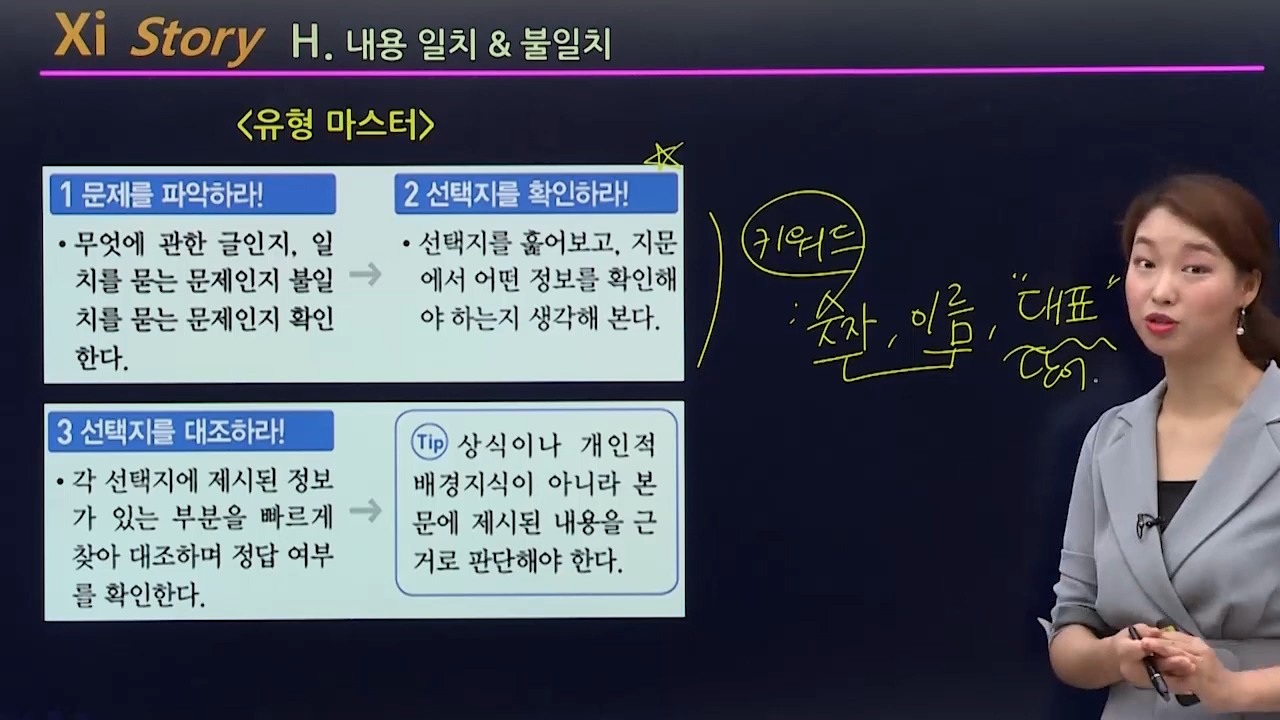 Xi Story H. 내용 일치 & 불일치
<유형 마스터>
1 문제를 파악하라!
• 무엇에 관한 글인지, 일
치를 묻는 문제인지 불일
치를 묻는 문제인지 확인
한다.
2 선택지를 확인하라!
• 선택지를 훑어보고, 지문
에서 어떤 정보를 확인해
야 하는지 생각해 본다.
키워드
: 숫자, 이름, "대표"
단어.
3 선택지를 대조하라!
• 각 선택지에 제시된 정보
가 있는 부분을 빠르게
찾아 대조하며 정답 여부
를 확인한다.
Tip 상식이나 개인적
배경지식이 아니라 본
문에 제시된 내용을 근
거로 판단해야 한다.